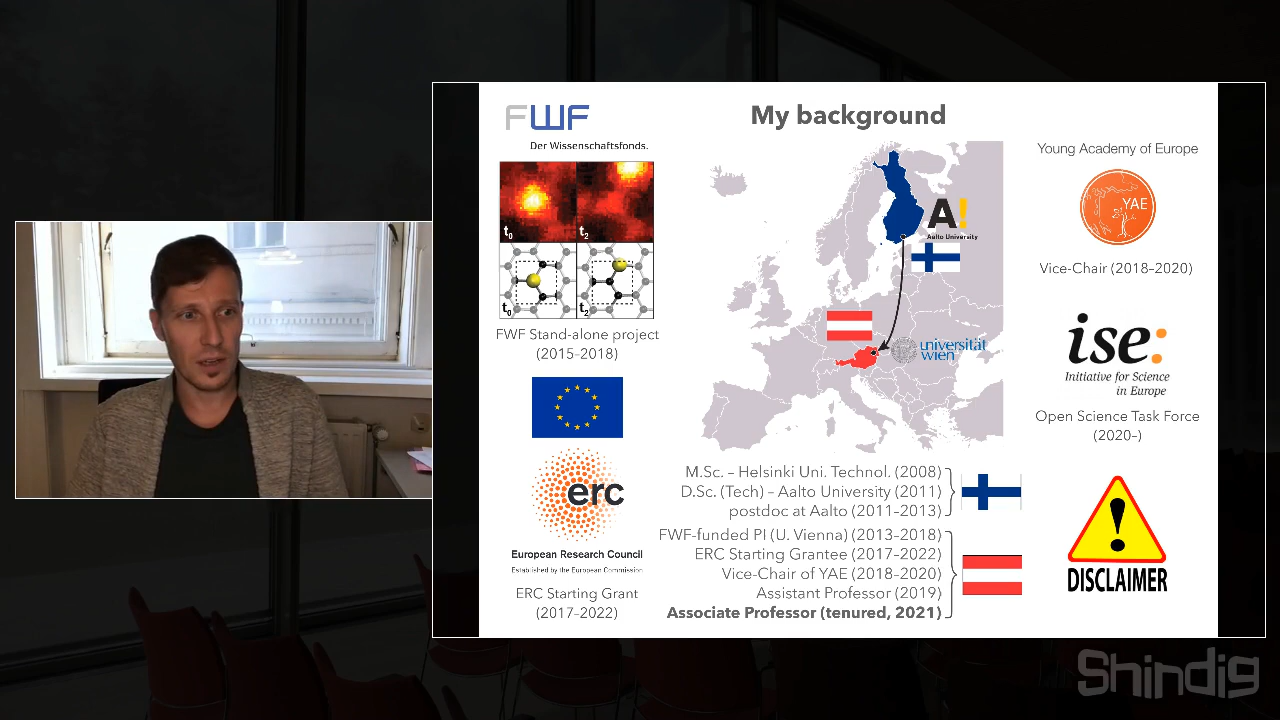 FWF
Der Wissenschaftsfonds.
t0
t2
t0
t2
FWF Stand-alone project
(2015–2018)
erc
European Research Council
Established by the European Commission
ERC Starting Grant
(2017–2022)
My background
A!
Aalto University
universität
wien
M.Sc. – Helsinki Uni. Technol. (2008)
D.Sc. (Tech) – Aalto University (2011)
postdoc at Aalto (2011–2013)
FWF-funded PI (U. Vienna) (2013–2018)
ERC Starting Grantee (2017–2022)
Vice-Chair of YAE (2018–2020)
Assistant Professor (2019)
Associate Professor (tenured, 2021)
Young Academy of Europe
YAE
Vice-Chair (2018–2020)
ise:
Initiative for Science
in Europe
Open Science Task Force
(2020–)
!
DISCLAIMER
Shindig